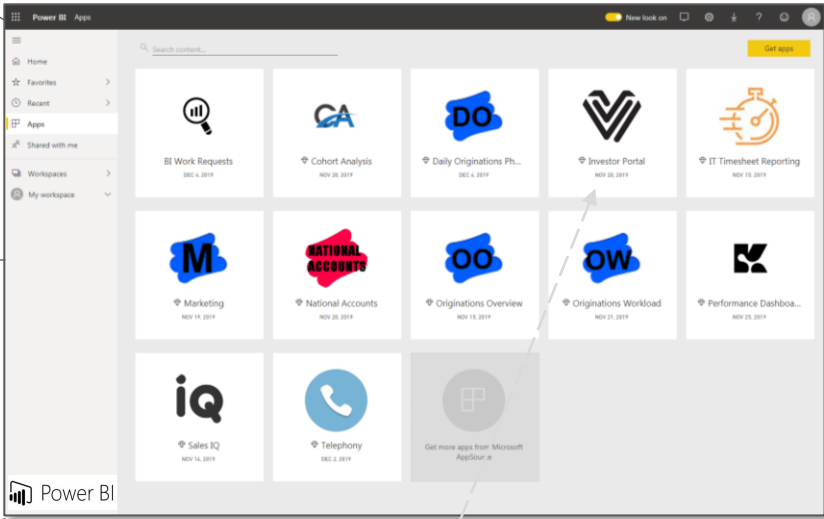 Power BI Apps
New look on
Search content...
Get apps
Home
Favorites
Recent
Apps
Shared with me
Workspaces
My workspace
BI Work Requests
DEC 4, 2019
CA
Cohort Analysis
NOV 20, 2019
DO
Daily Originations Ph...
DEC 4, 2019
Investor Portal
NOV 20, 2019
IT Timesheet Reporting
NOV 15, 2019
M
Marketing
NOV 19, 2019
NATIONAL
ACCOUNTS
National Accounts
NOV 20, 2019
OO
Originations Overview
NOV 15, 2019
OW
Originations Workload
NOV 21, 2019
K
Performance Dashboa...
NOV 25, 2019
iQ
Sales IQ
NOV 14, 2019
Telephony
DEC 2, 2019
Get more apps from Microsoft
Power BI